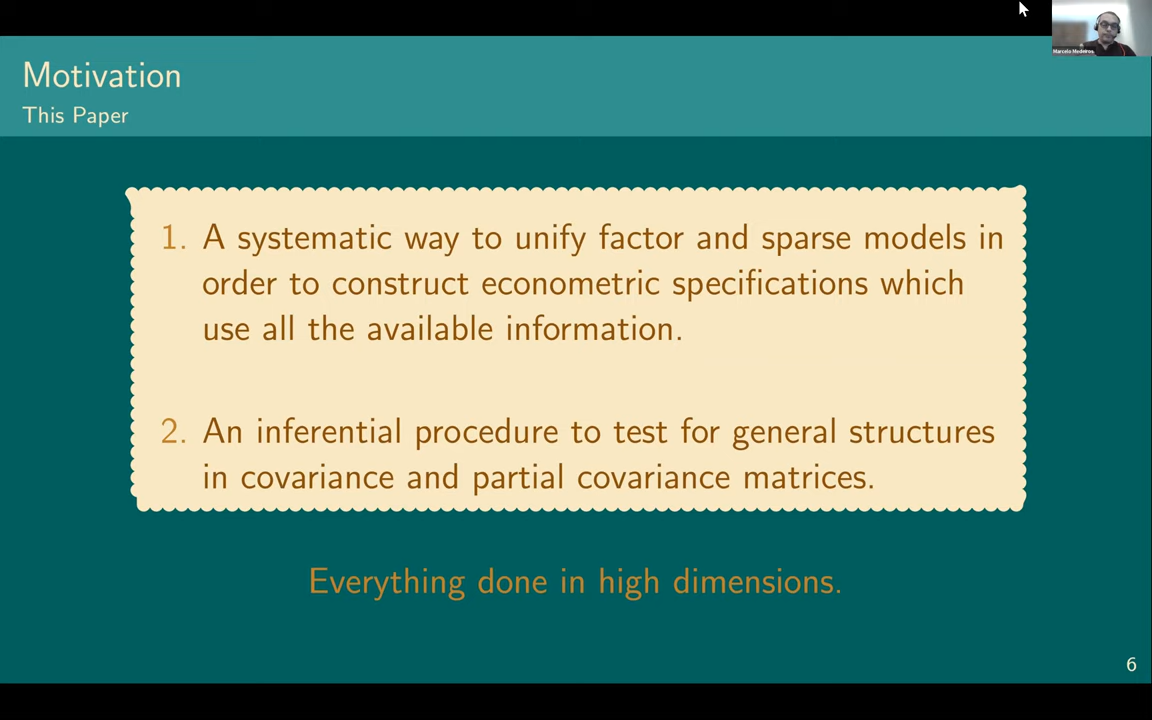 Marcelo Medeiros
Motivation
This Paper
1. A systematic way to unify factor and sparse models in
order to construct econometric specifications which
use all the available information.
2. An inferential procedure to test for general structures
in covariance and partial covariance matrices.
Everything done in high dimensions.
6